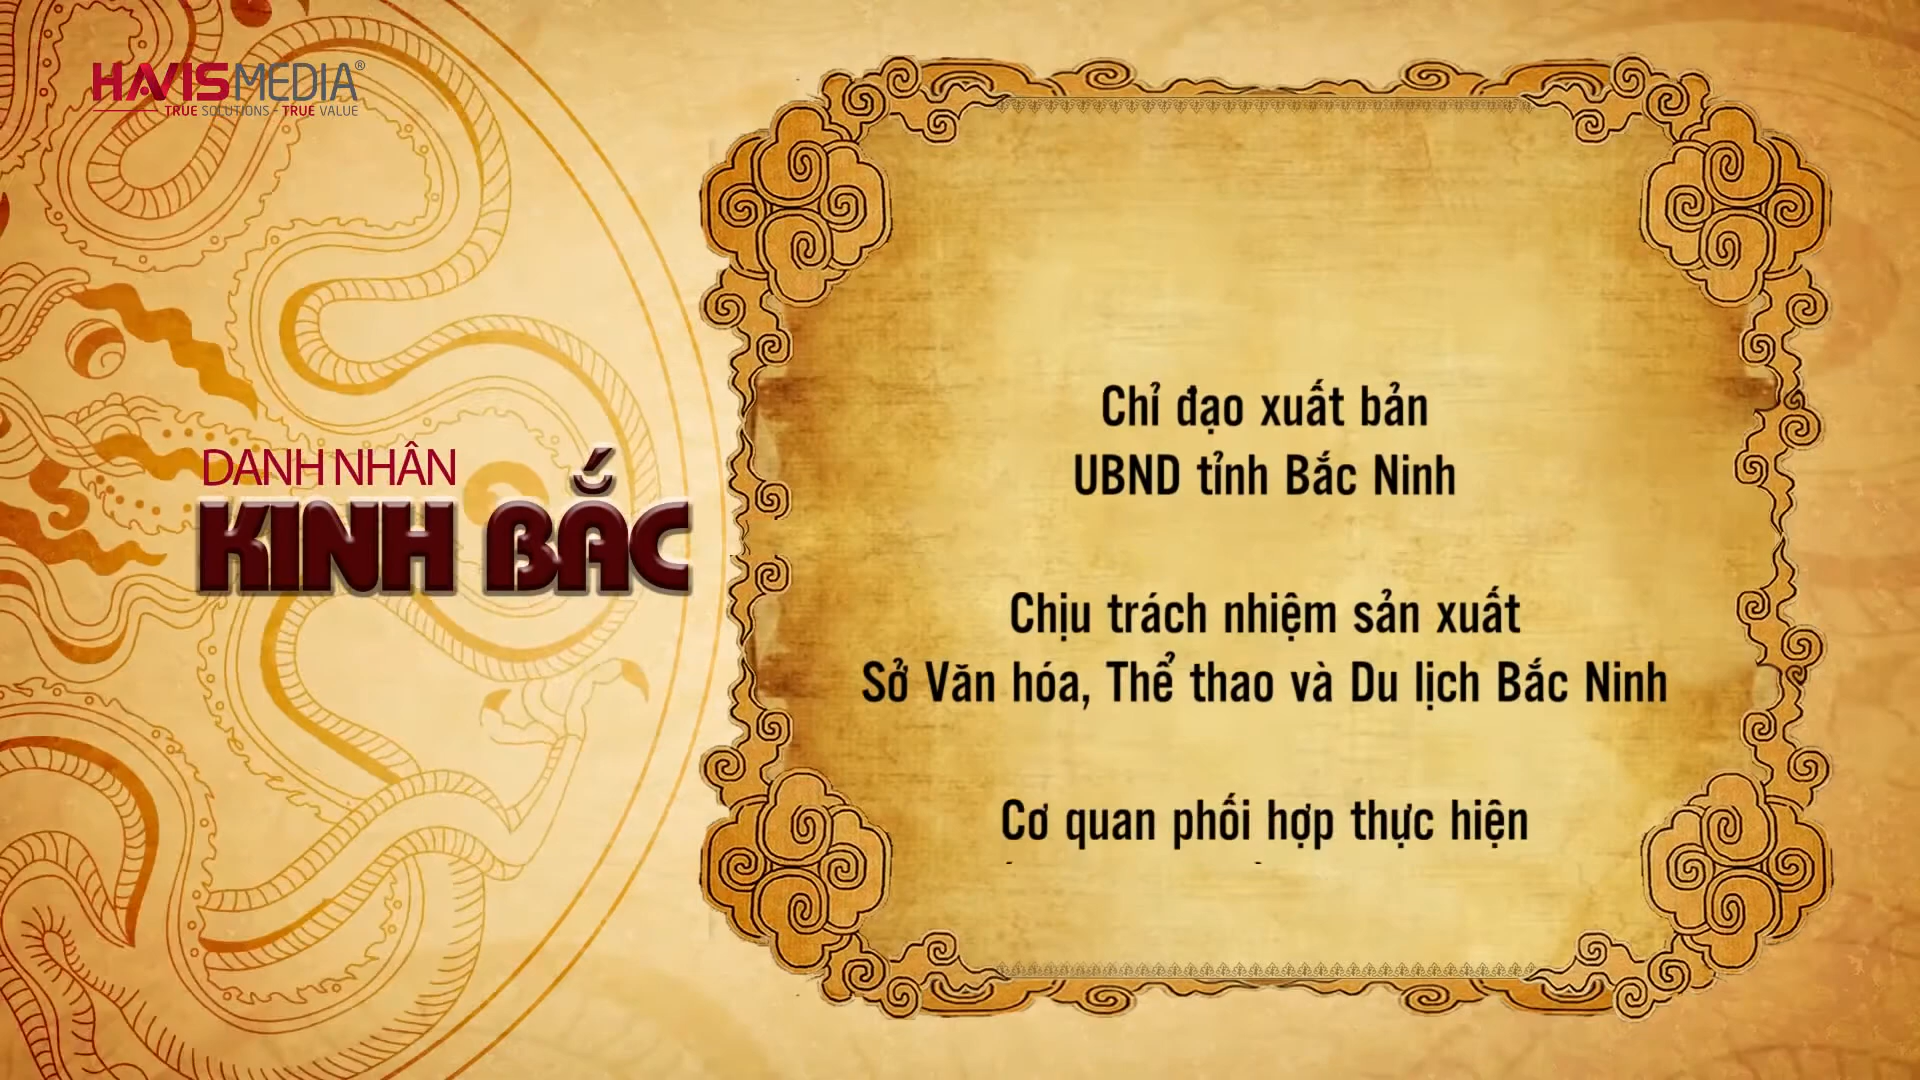 HAVISMEDIA®
TRUE SOLUTIONS - TRUE VALUE
DANH NHÂN
KINH BẮC
Chỉ đạo xuất bản
UBND tỉnh Bắc Ninh
Chịu trách nhiệm sản xuất
Sở Văn hóa, Thể thao và Du lịch Bắc Ninh
Cơ quan phối hợp thực hiện